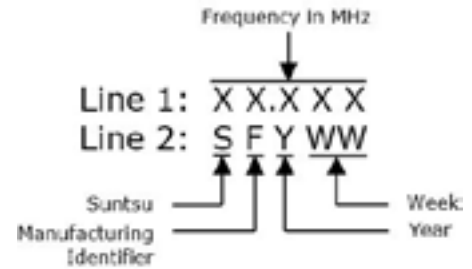 Frequency In MHz
Line 1: X X.X X X
Line 2: S F Y WW
Suntsu
Week
Manufacturing
Year
Identifier